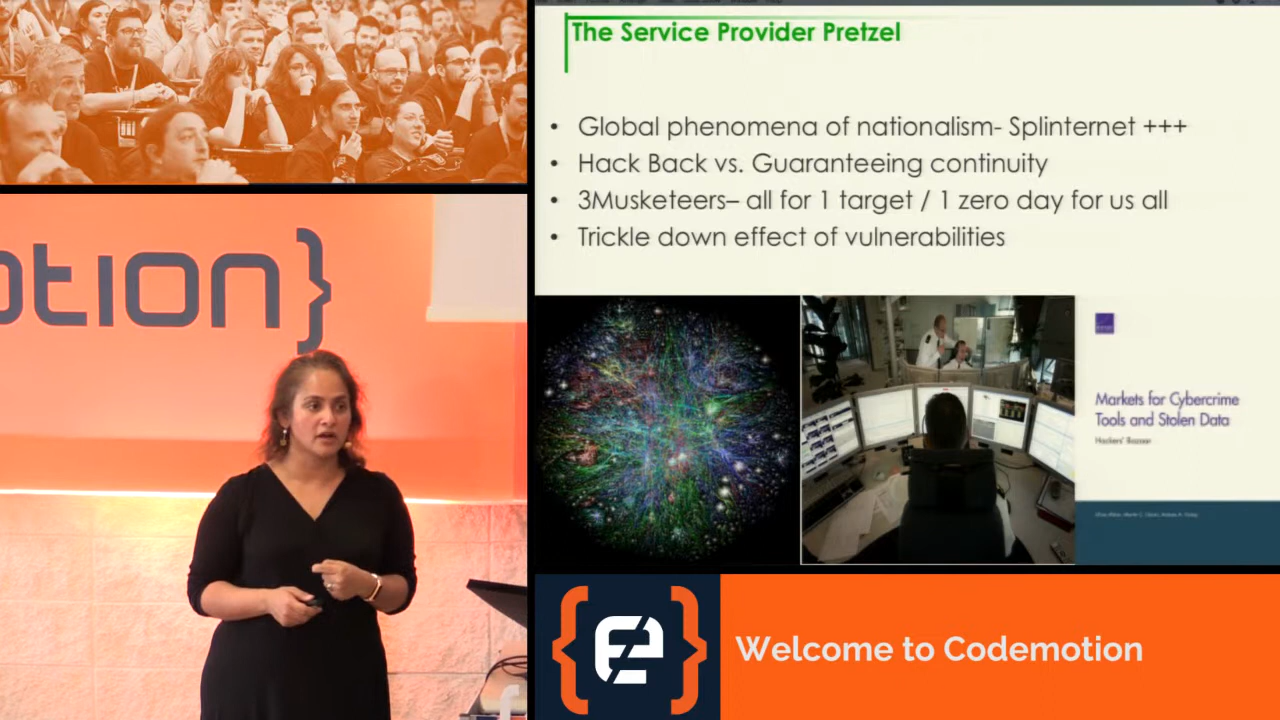 otion}
The Service Provider Pretzel
• Global phenomena of nationalism- Splinternet +++
• Hack Back vs. Guaranteeing continuity
• 3Musketeers– all for 1 target / 1 zero day for us all
• Trickle down effect of vulnerabilities
Markets for Cybercrime
Tools and Stolen Data
Hackers' Bazaar
Welcome to Codemotion